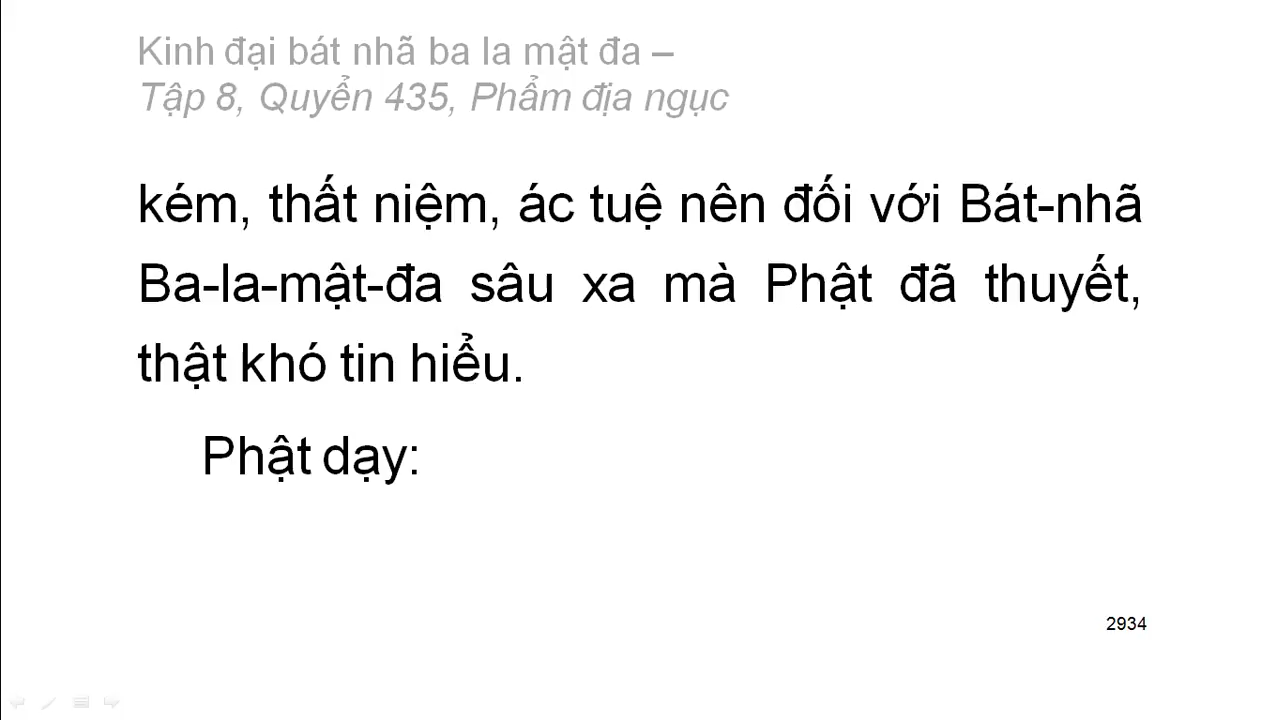 Kinh đại bát nhã ba la mật đa –
Tập 8, Quyển 435, Phẩm địa ngục
kém, thất niệm, ác tuệ nên đối với Bát-nhã
Ba-la-mật-đa sâu xa mà Phật đã thuyết,
thật khó tin hiểu.
Phật dạy:
2934